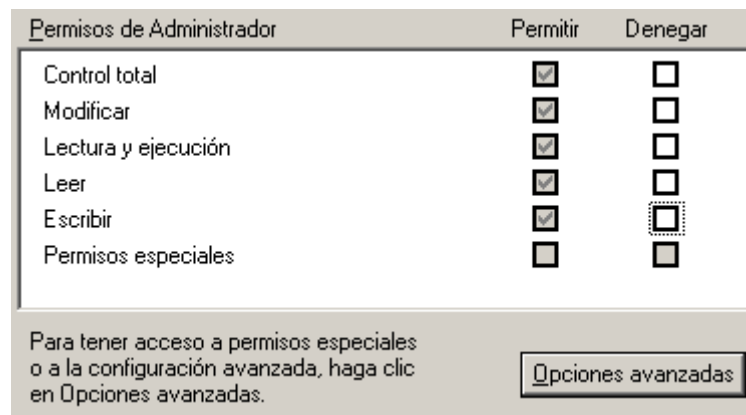 Permisos de Administrador Permitir Denegar
Control total
Modificar
Lectura y ejecución
Leer
Escribir
Permisos especiales
Para tener acceso a permisos especiales
o a la configuración avanzada, haga clic
en Opciones avanzadas.
Opciones avanzadas